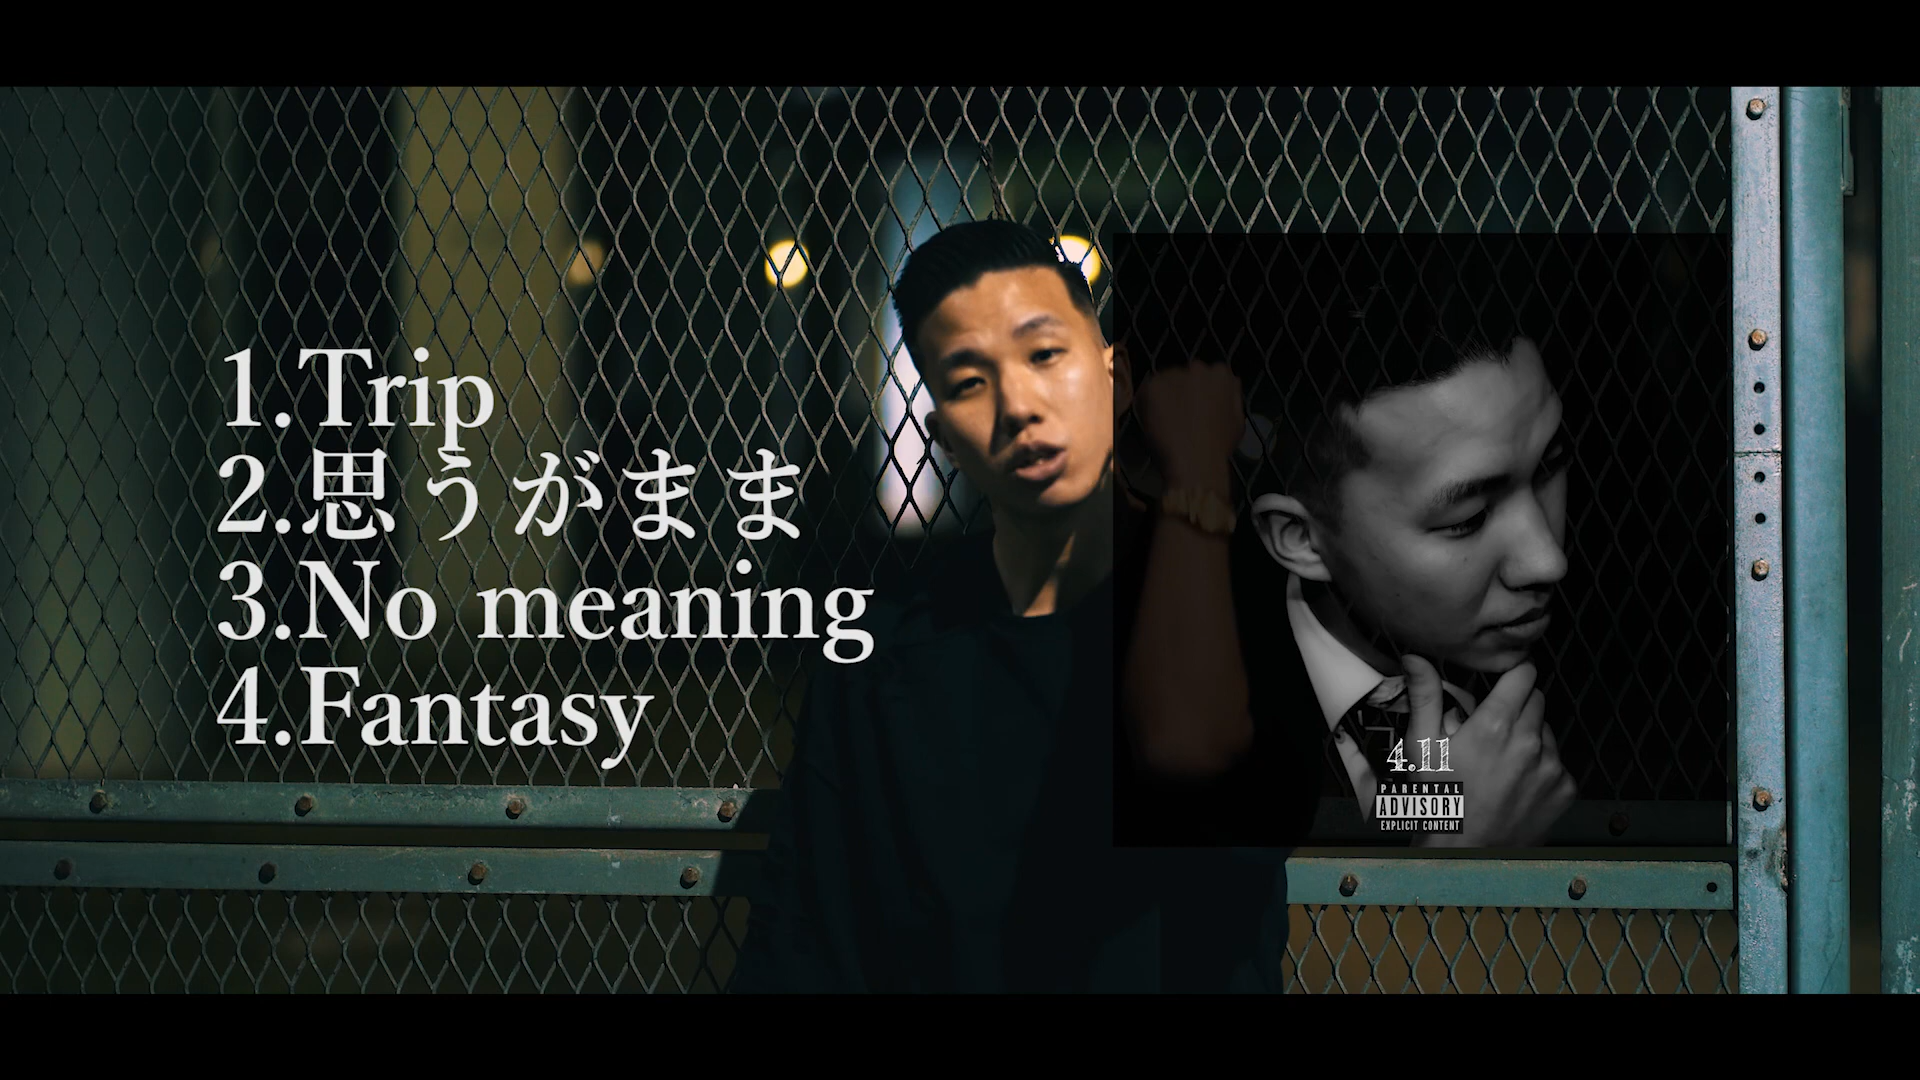 1.Trip
2.思うがまま
3.No meaning
4.Fantasy
4.11
PARENTAL
ADVISORY
EXPLICIT CONTENT